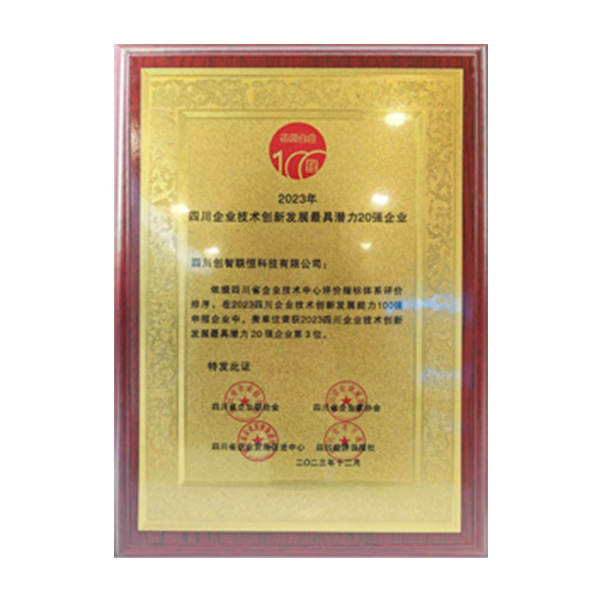 四川企业
100强
2023年
四川企业技术创新发展最具潜力20强企业
四川创智联恒科技有限公司：
依据四川省企业技术中心评价指标体系评价
排序，在2023四川企业技术创新发展能力100强
申报企业中，贵单位荣获2023四川企业技术创新
发展最具潜力20强企业第3位。
特发此证
四川省企业联合会
四川省企业家协会
四川省 发展促进中心
四川经济日报社
二〇二三年十二月